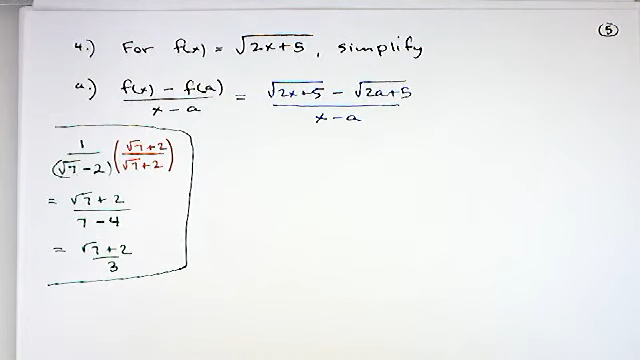 5
4.) For f(x) = √2x+5, simplify
a.) f(x) - f(a) / x - a = √2x+5 - √2a+5 / x - a
1 / (√7 - 2) (√7+2 / √7+2)
= √7 + 2 / 7 - 4
= √7 + 2 / 3